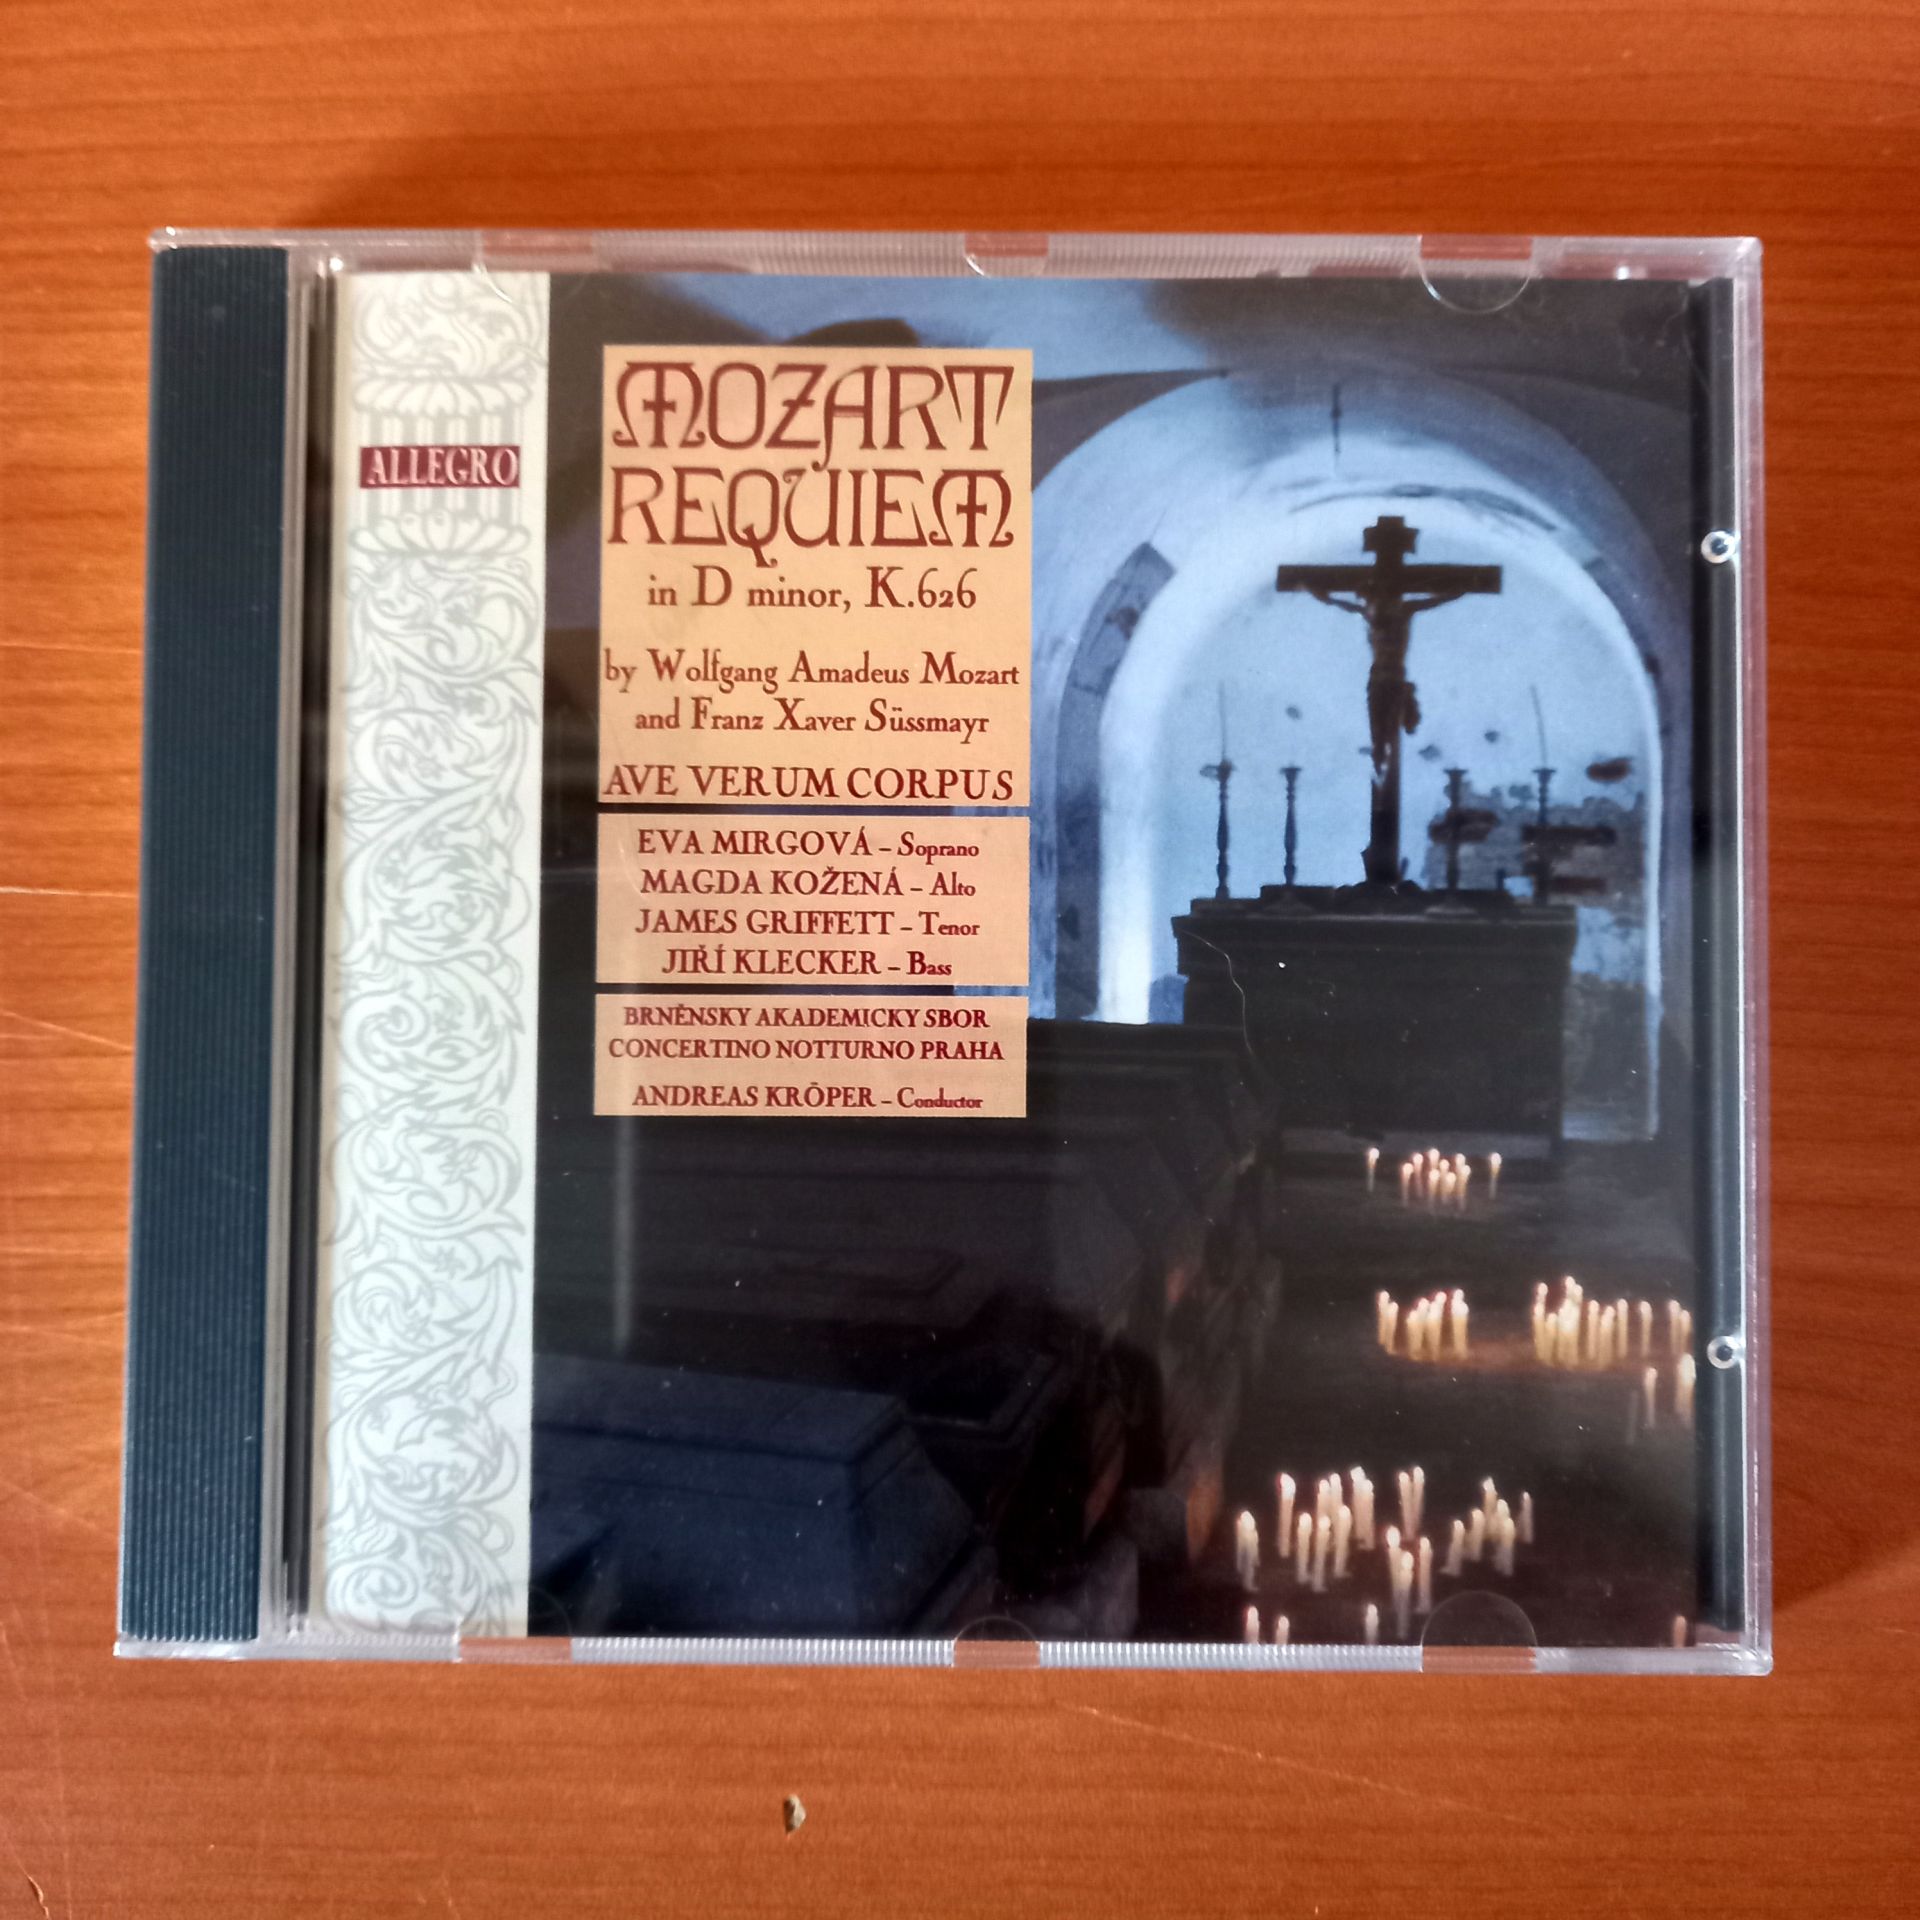 ALLEGRO
MOZART
REQUIEM
in D minor, K.626
by Wolfgang Amadeus Mozart
and Franz Xaver Süssmayr
AVE VERUM CORPUS
EVA MIRGOVÁ – Soprano
MAGDA KOŽENÁ – Alto
JAMES GRIFFETT – Tenor
JIŘÍ KLECKER – Bass
BRNĚNSKY AKADEMICKY SBOR
CONCERTINO NOTTURNO PRAHA
ANDREAS KRÖPER – Conductor